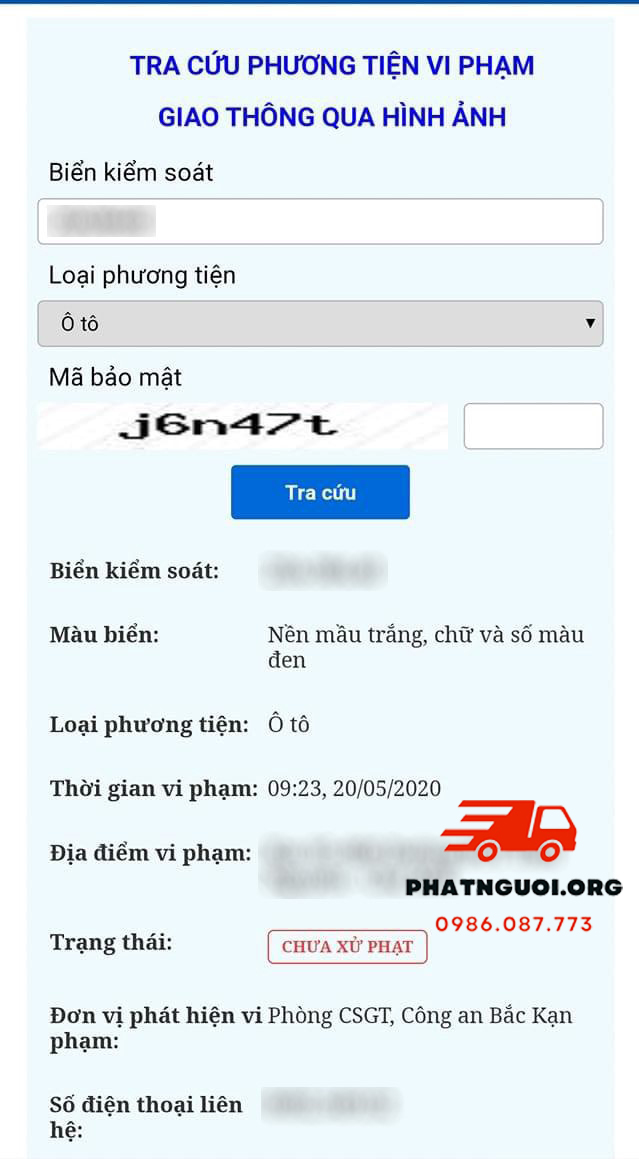 TRA CỨU PHƯƠNG TIỆN VI PHẠM
GIAO THÔNG QUA HÌNH ẢNH
Biển kiểm soát
Loại phương tiện
Ô tô
Mã bảo mật
j6n47t
Tra cứu
Biển kiểm soát:
Màu biển: Nền mầu trắng, chữ và số màu
đen
Loại phương tiện: Ô tô
Thời gian vi phạm: 09:23, 20/05/2020
Địa điểm vi phạm:
PHATNGUOI.ORG
0986.087.773
Trạng thái: CHƯA XỬ PHẠT
Đơn vị phát hiện vi Phòng CSGT, Công an Bắc Kạn
phạm:
Số điện thoại liên
hệ: